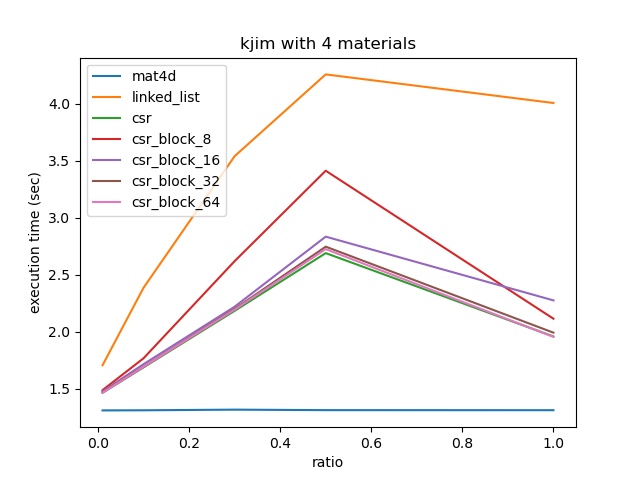 kjim with 4 materials
mat4d
linked_list
csr
csr_block_8
csr_block_16
csr_block_32
csr_block_64
execution time (sec)
4.0
3.5
3.0
2.5
2.0
1.5
0.0 0.2 0.4 0.6 0.8 1.0
ratio